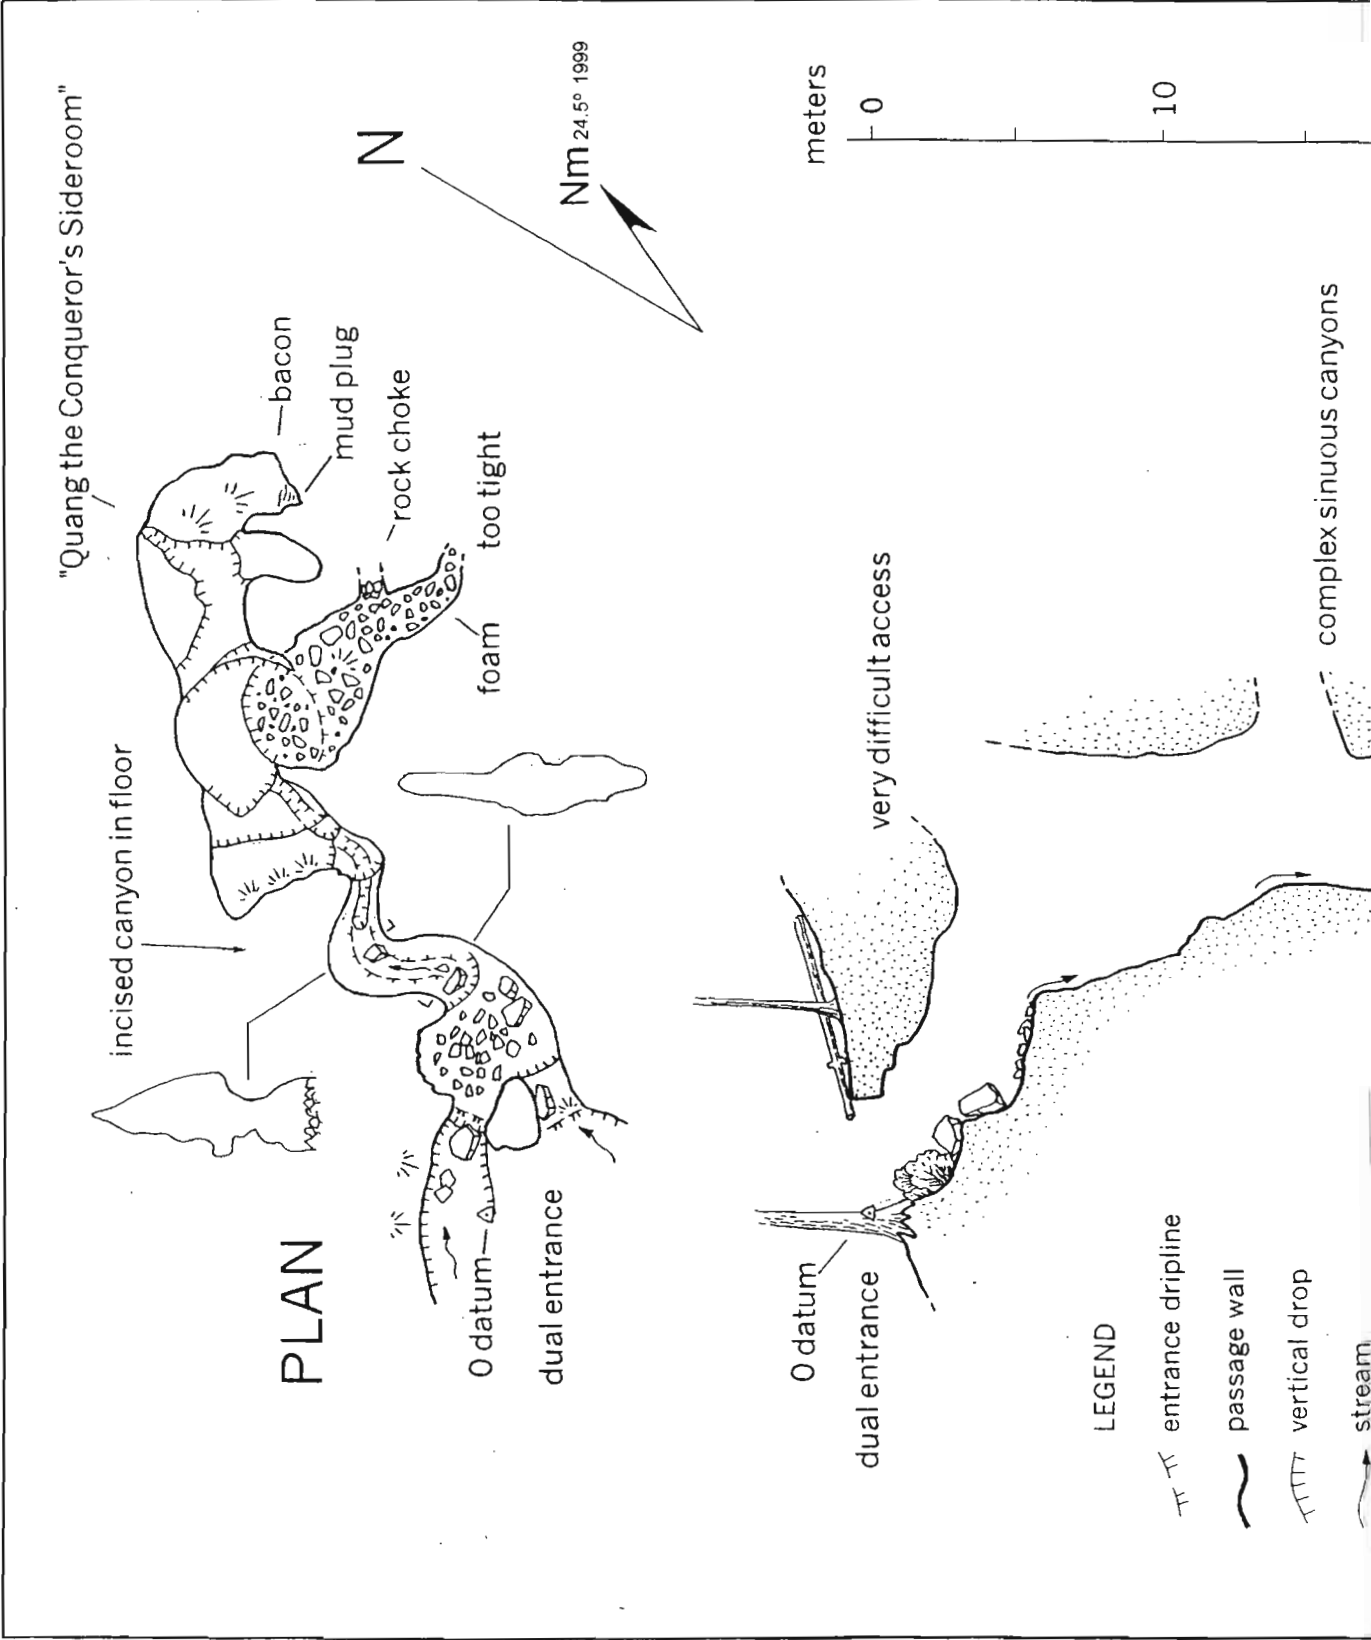 "Quang the Conqueror's Sideroom"
incised canyon in floor
PLAN
bacon
mud plug
rock choke
too tight
foam
N
Nm 24.5° 1999
0 datum
dual entrance
meters
0
10
very difficult access
0 datum
dual entrance
complex sinuous canyons
LEGEND
entrance dripline
passage wall
vertical drop
stream